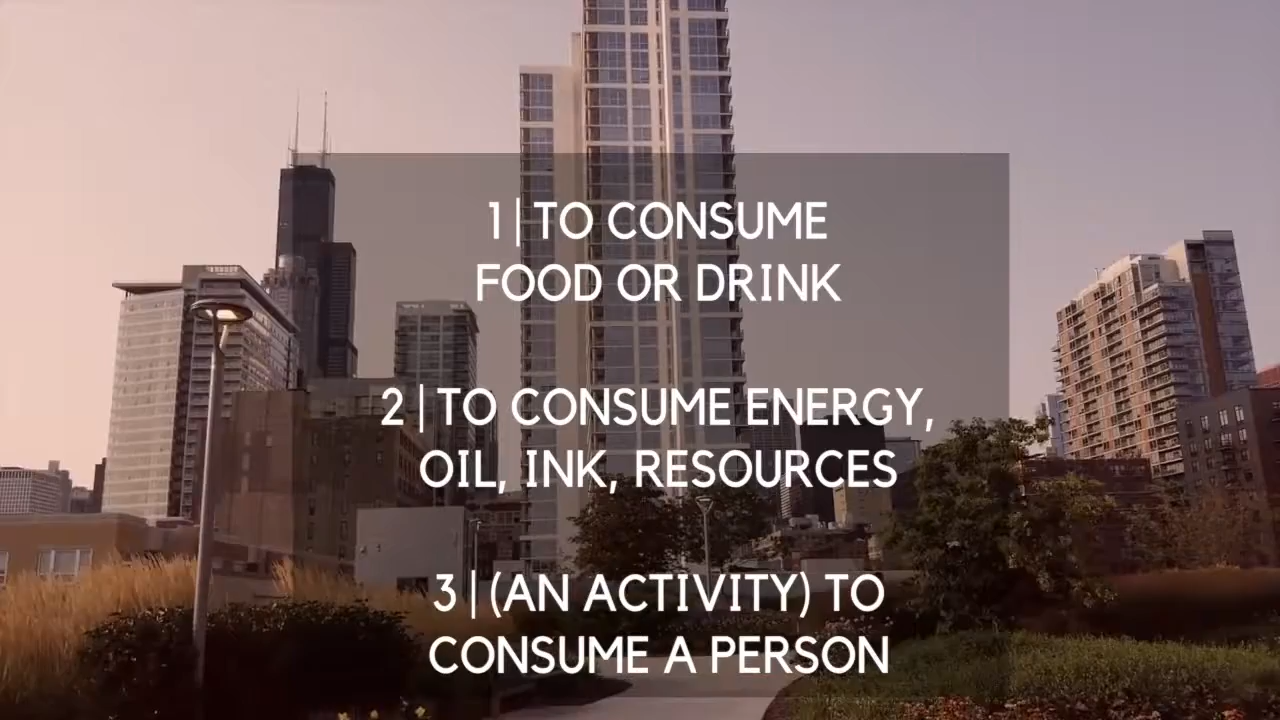 1 | TO CONSUME
FOOD OR DRINK
2 | TO CONSUME ENERGY,
OIL, INK, RESOURCES
3 | (AN ACTIVITY) TO
CONSUME A PERSON